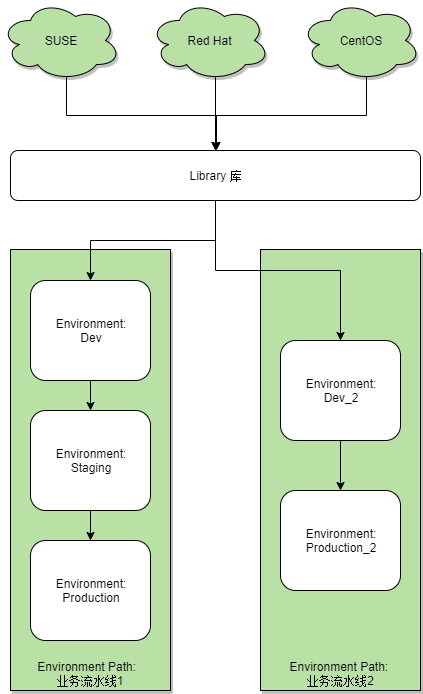 SUSE
Red Hat
CentOS
Library 库
Environment:
Dev
Environment:
Staging
Environment:
Production
Environment Path:
业务流水线1
Environment:
Dev_2
Environment:
Production_2
Environment Path:
业务流水线2